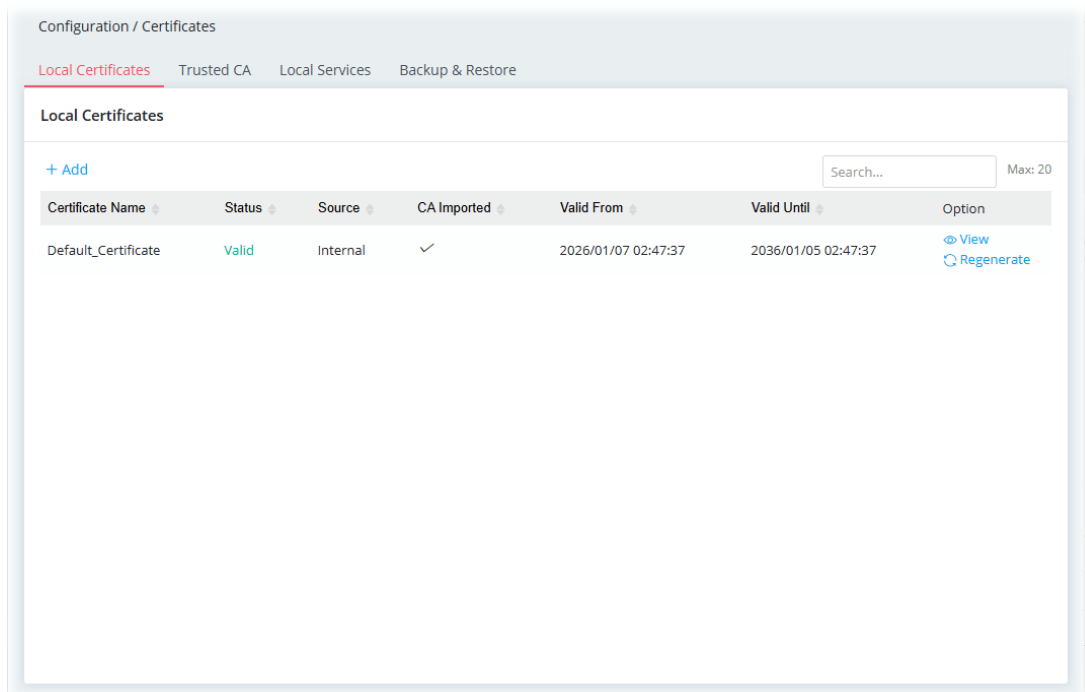 Configuration / Certificates
Local Certificates Trusted CA Local Services Backup & Restore
Local Certificates
+ Add Search... Max: 20
Certificate Name Status Source CA Imported Valid From Valid Until Option
Default_Certificate Valid Internal 2026/01/07 02:47:37 2036/01/05 02:47:37 View
Regenerate